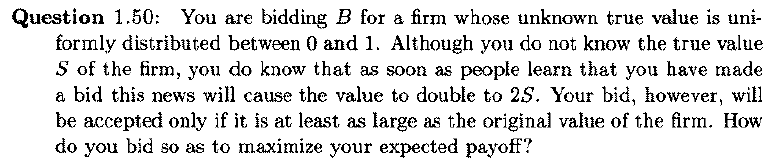 Question 1.50: You are bidding B for a firm whose unknown true value is uni-
formly distributed between 0 and 1. Although you do not know the true value
S of the firm, you do know that as soon as people learn that you have made
a bid this news will cause the value to double to 2S. Your bid, however, will
be accepted only if it is at least as large as the original value of the firm. How
do you bid so as to maximize your expected payoff?